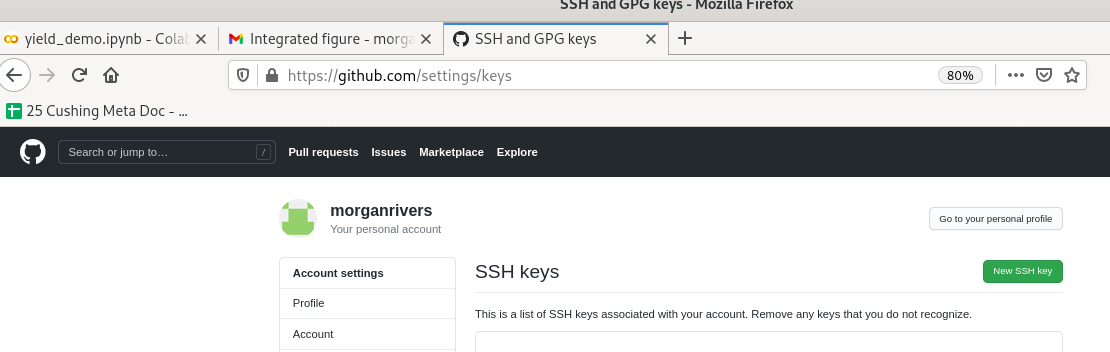 SSH and GPG keys - Mozilla Firefox
yield_demo.ipynb - Colab
Integrated figure - morga
SSH and GPG keys
https://github.com/settings/keys
80%
25 Cushing Meta Doc - ...
Search or jump to…
/
Pull requests
Issues
Marketplace
Explore
morganrivers
Your personal account
Go to your personal profile
Account settings
Profile
Account
SSH keys
New SSH key
This is a list of SSH keys associated with your account. Remove any keys that you do not recognize.